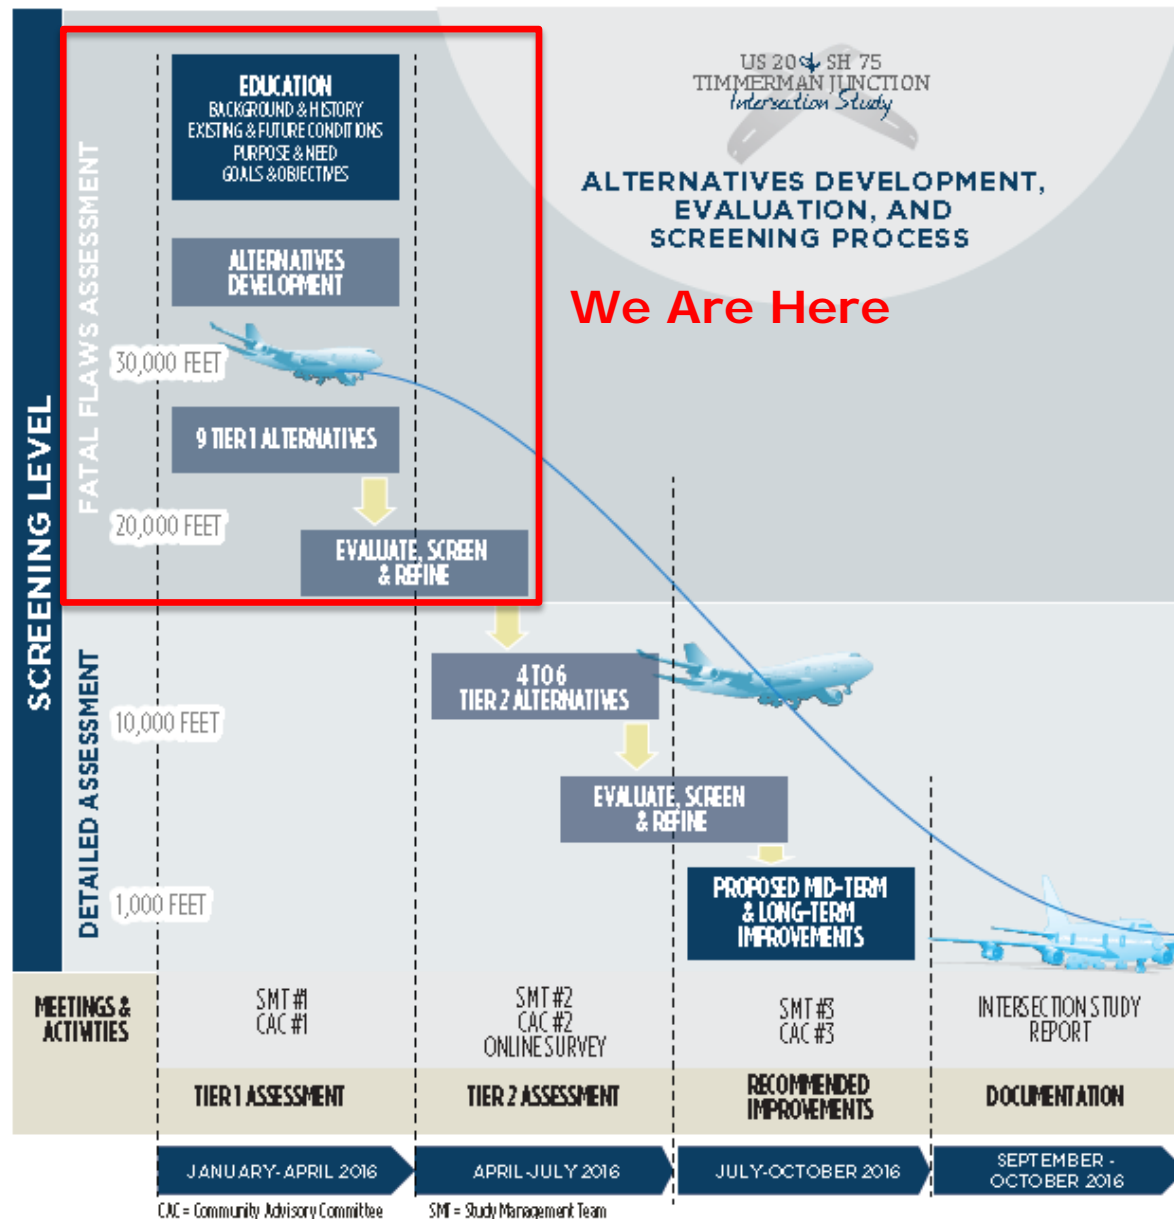 US 20 & SH 75
TIMMERMAN JUNCTION
Intersection Study
ALTERNATIVES DEVELOPMENT,
EVALUATION, AND
SCREENING PROCESS
We Are Here
SCREENING LEVEL
FATAL FLAWS ASSESSMENT
EDUCATION
BACKGROUND & HISTORY
EXISTING & FUTURE CONDITIONS
PURPOSE & NEED
GOALS & OBJECTIVES
ALTERNATIVES
DEVELOPMENT
30,000 FEET
9 TIER 1 ALTERNATIVES
20,000 FEET
EVALUATE, SCREEN
& REFINE
DETAILED ASSESSMENT
4 TO 6
TIER 2 ALTERNATIVES
10,000 FEET
EVALUATE, SCREEN
& REFINE
1,000 FEET
PROPOSED MID-TERM
& LONG-TERM
IMPROVEMENTS
MEETINGS &
ACTIVITIES
SMT #1
CAC #1
SMT #2
CAC #2
ONLINE SURVEY
SMT #3
CAC #3
INTERSECTION STUDY
REPORT
TIER 1 ASSESSMENT
TIER 2 ASSESSMENT
RECOMMENDED
IMPROVEMENTS
DOCUMENTATION
JANUARY-APRIL 2016
APRIL-JULY 2016
JULY-OCTOBER 2016
SEPTEMBER -
OCTOBER 2016
CAC = Community Advisory Committee
SMT = Study Management Team